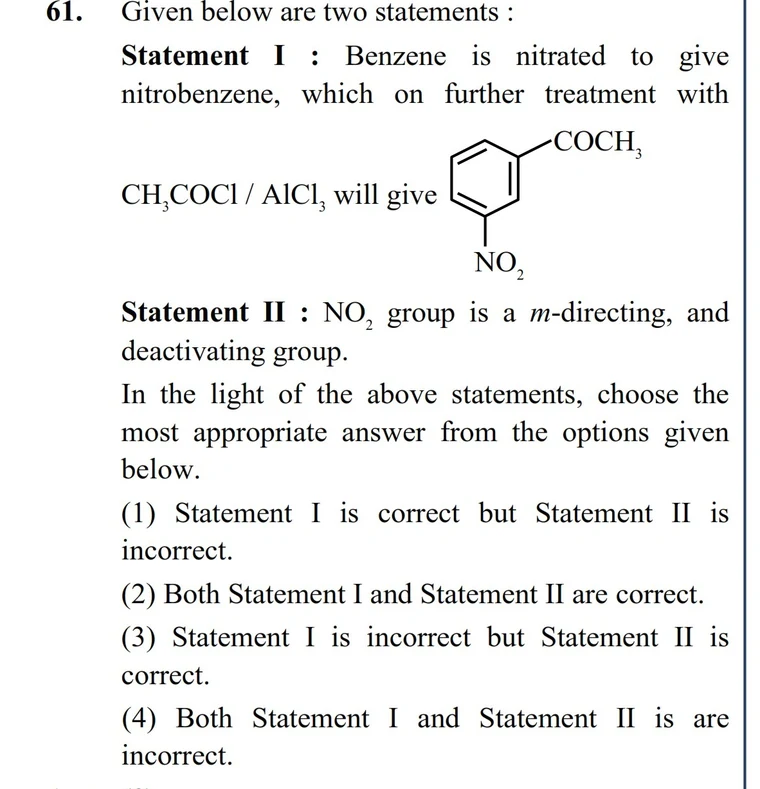 61. Given below are two statements :
Statement I : Benzene is nitrated to give
nitrobenzene, which on further treatment with
COCH₃
CH₃COCl / AlCl₃ will give
NO₂
Statement II : NO₂ group is a m-directing, and
deactivating group.
In the light of the above statements, choose the
most appropriate answer from the options given
below.
(1) Statement I is correct but Statement II is
incorrect.
(2) Both Statement I and Statement II are correct.
(3) Statement I is incorrect but Statement II is
correct.
(4) Both Statement I and Statement II is are
incorrect.